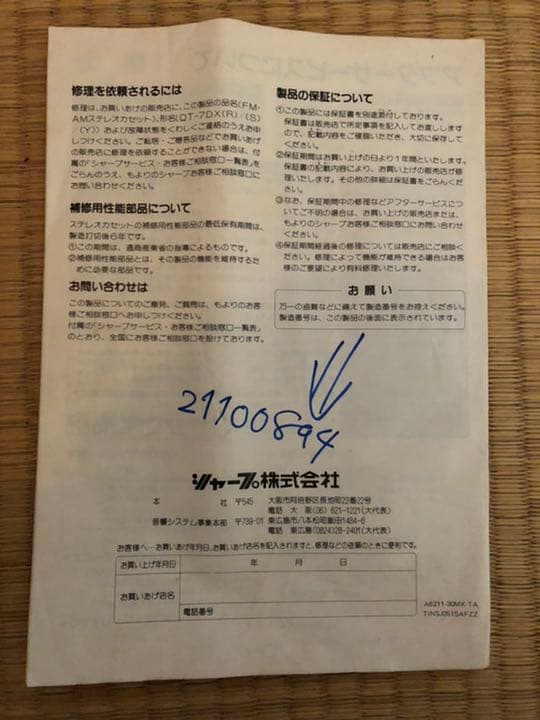 修理を依頼されるには
修理は、お買いあげの販売店に、この製品の品名(FM・
AMステレオカセット)、形名(QT-7DX(R)/(S)
/(Y))および故障状態をくわしくご連絡のうえお申
しつけください。ご転居・ご贈答品などでお買いあげ
の販売店に修理を依頼することができない場合は、付
属の「シャープサービス・お客様ご相談窓口一覧表」を
ごらんのうえ、もよりのシャープお客様ご相談窓口に
お問い合わせください。
補修用性能部品について
ステレオカセットの補修用性能部品の最低保有期間は、
製造打切後6年です。
①この期間は、通商産業省の指導によるものです。
②補修用性能部品とは、その製品の機能を維持するため
に必要な部品です。
お問い合わせは
この製品についてのご意見、ご質問は、もよりのお客
様ご相談窓口へお申しつけください。
付属の「シャープサービス・お客様ご相談窓口一覧表」
のとおり、全国にお客様ご相談窓口を設けております。
製品の保証について
①この製品には保証書を別途添付しております。
保証書は販売店で所定事項を記入してお渡しします
ので、記載内容をご確認いただき、大切に保存して
ください。
②保証期間はお買い上げの日より1年間といたします。
保証書の記載内容により、お買い上げの販売店が修
理いたします。その他の詳細は保証書をごらんくださ
い。
③なお、保証期間中の修理などアフターサービスにつ
いてご不明の場合は、お買い上げの販売店または、
もよりのシャープお客様ご相談窓口にお問い合わせ
ください。
④保証期間経過後の修理については販売店にご相談く
ださい。修理によって機能が維持できる場合はお客
様のご要望により有料修理いたします。
お願い
万一の盗難などに備えて製造番号をお控えください。
製造番号は、この製品の後面に表示されています。
21100894
シャープ株式会社
本 社 〒545 大阪市阿倍野区長池町22番22号
電話 大 阪(06) 621-1221(大代表)
音響システム事業本部 〒739-01 東広島市八本松町飯田1484-6
電話 東広島(0824)28-2401(大代表)
お客様へ…お買いあげ年月日、お買いあげ店名を記入されますと、修理などの依頼のときに便利です。
お買い上げ年月日 年 月 日
お買いあげ店名
電話番号
A8211-30MK・TA
TINSJ0515AFZZ